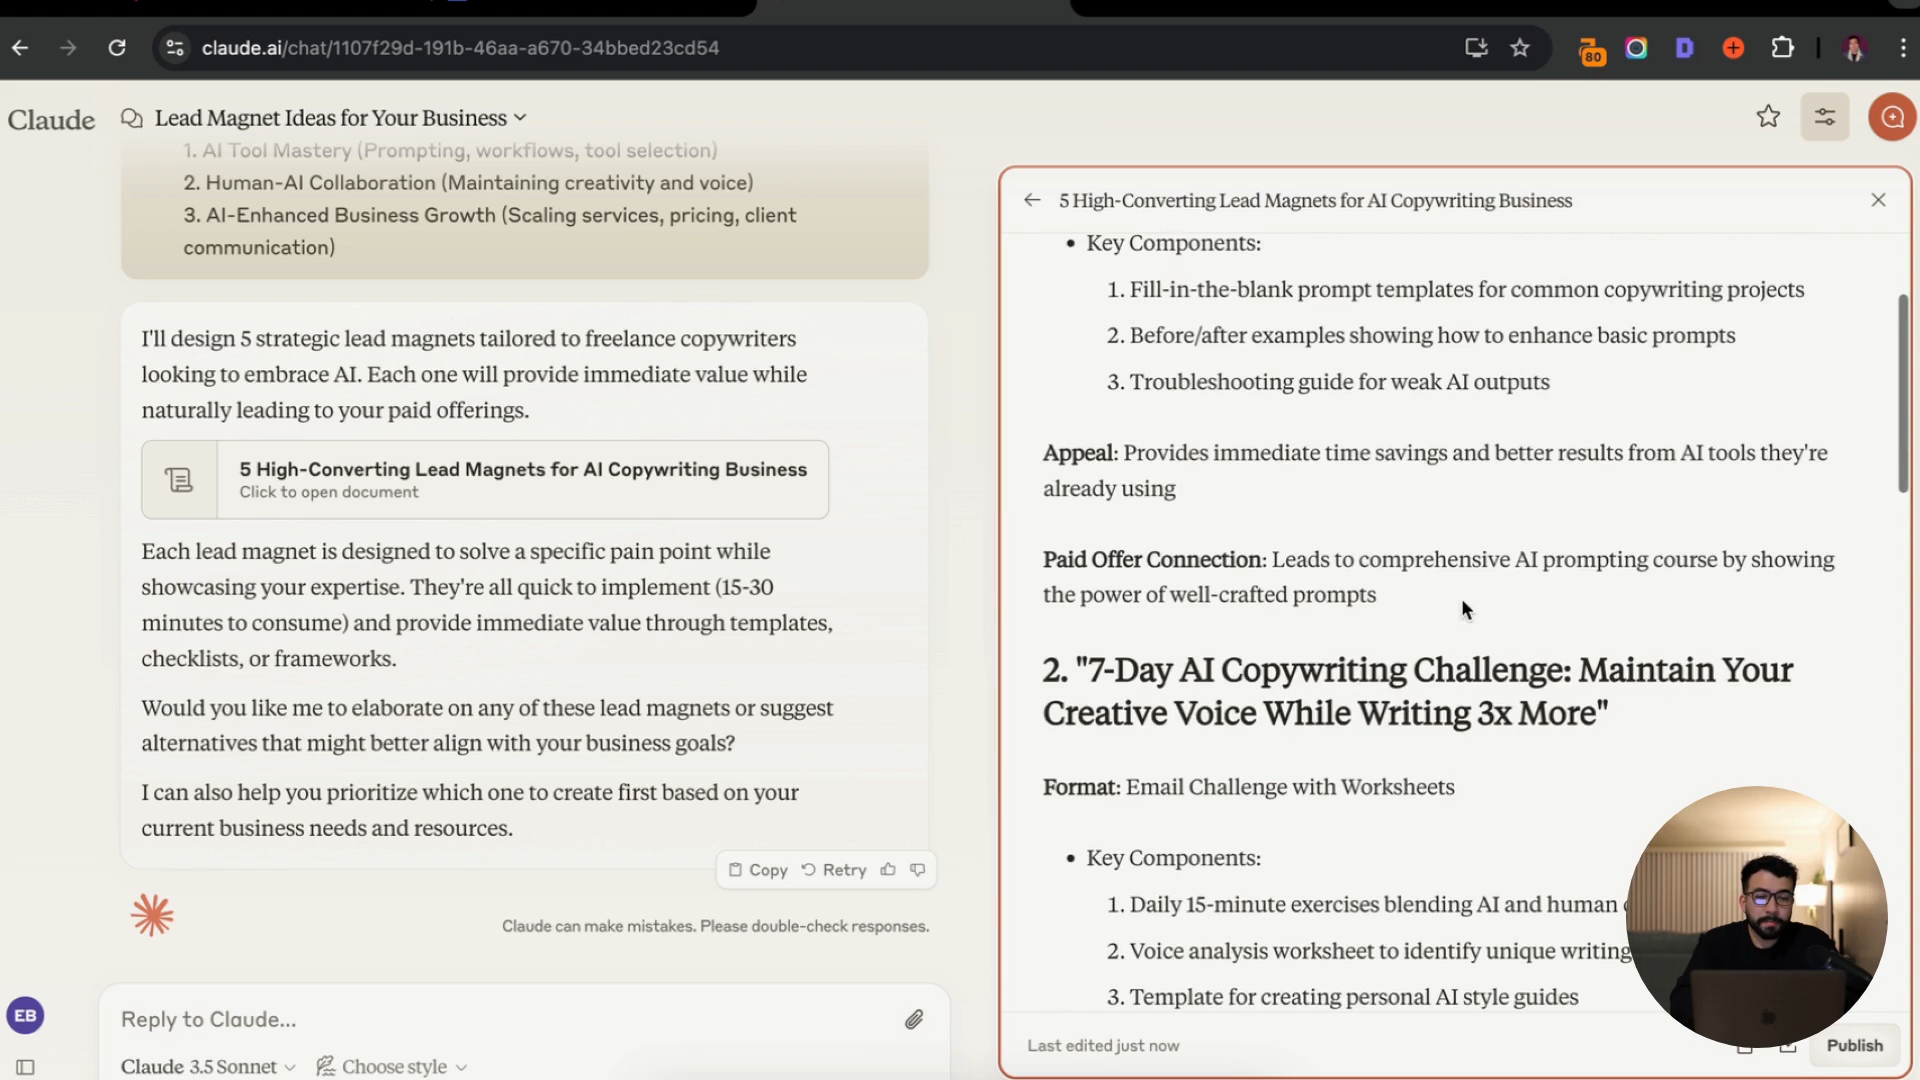 claude.ai/chat/1107f29d-191b-46aa-a670-34bbed23cd54
80
Claude
Lead Magnet Ideas for Your Business
1. AI Tool Mastery (Prompting, workflows, tool selection)
2. Human-AI Collaboration (Maintaining creativity and voice)
3. AI-Enhanced Business Growth (Scaling services, pricing, client
communication)
I'll design 5 strategic lead magnets tailored to freelance copywriters
looking to embrace AI. Each one will provide immediate value while
naturally leading to your paid offerings.
5 High-Converting Lead Magnets for AI Copywriting Business
Click to open document
Each lead magnet is designed to solve a specific pain point while
showcasing your expertise. They're all quick to implement (15-30
minutes to consume) and provide immediate value through templates,
checklists, or frameworks.
Would you like me to elaborate on any of these lead magnets or suggest
alternatives that might better align with your business goals?
I can also help you prioritize which one to create first based on your
current business needs and resources.
Copy
Retry
Claude can make mistakes. Please double-check responses.
EB
Reply to Claude...
Claude 3.5 Sonnet
Choose style
5 High-Converting Lead Magnets for AI Copywriting Business
• Key Components:
1. Fill-in-the-blank prompt templates for common copywriting projects
2. Before/after examples showing how to enhance basic prompts
3. Troubleshooting guide for weak AI outputs
Appeal: Provides immediate time savings and better results from AI tools they're
already using
Paid Offer Connection: Leads to comprehensive AI prompting course by showing
the power of well-crafted prompts
2. "7-Day AI Copywriting Challenge: Maintain Your
Creative Voice While Writing 3x More"
Format: Email Challenge with Worksheets
• Key Components:
1. Daily 15-minute exercises blending AI and human
2. Voice analysis worksheet to identify unique writing
3. Template for creating personal AI style guides
Last edited just now
Publish